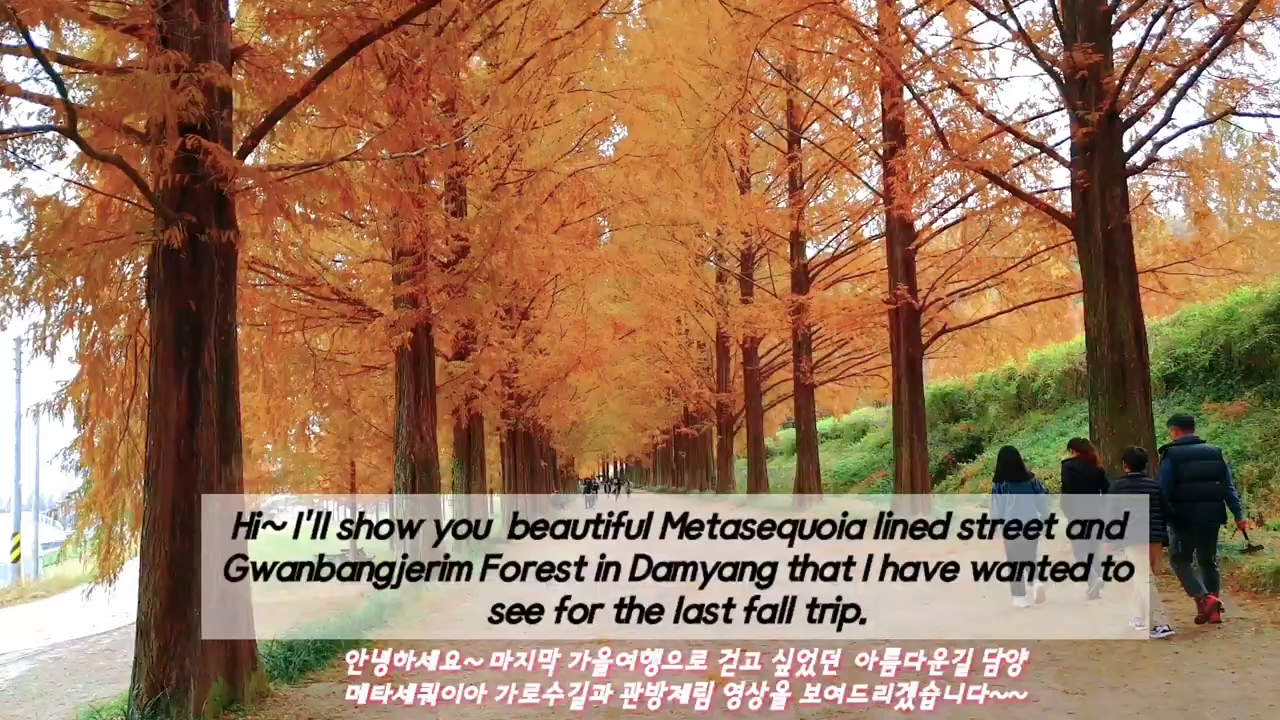 Hi~ I'll show you beautiful Metasequoia lined street and
Gwanbangjerim Forest in Damyang that I have wanted to
see for the last fall trip.
안녕하세요~ 마지막 가을여행으로 걷고 싶었던 아름다운길 담양
메타세쿼이아 가로수길과 관방제림 영상을 보여드리겠습니다~~